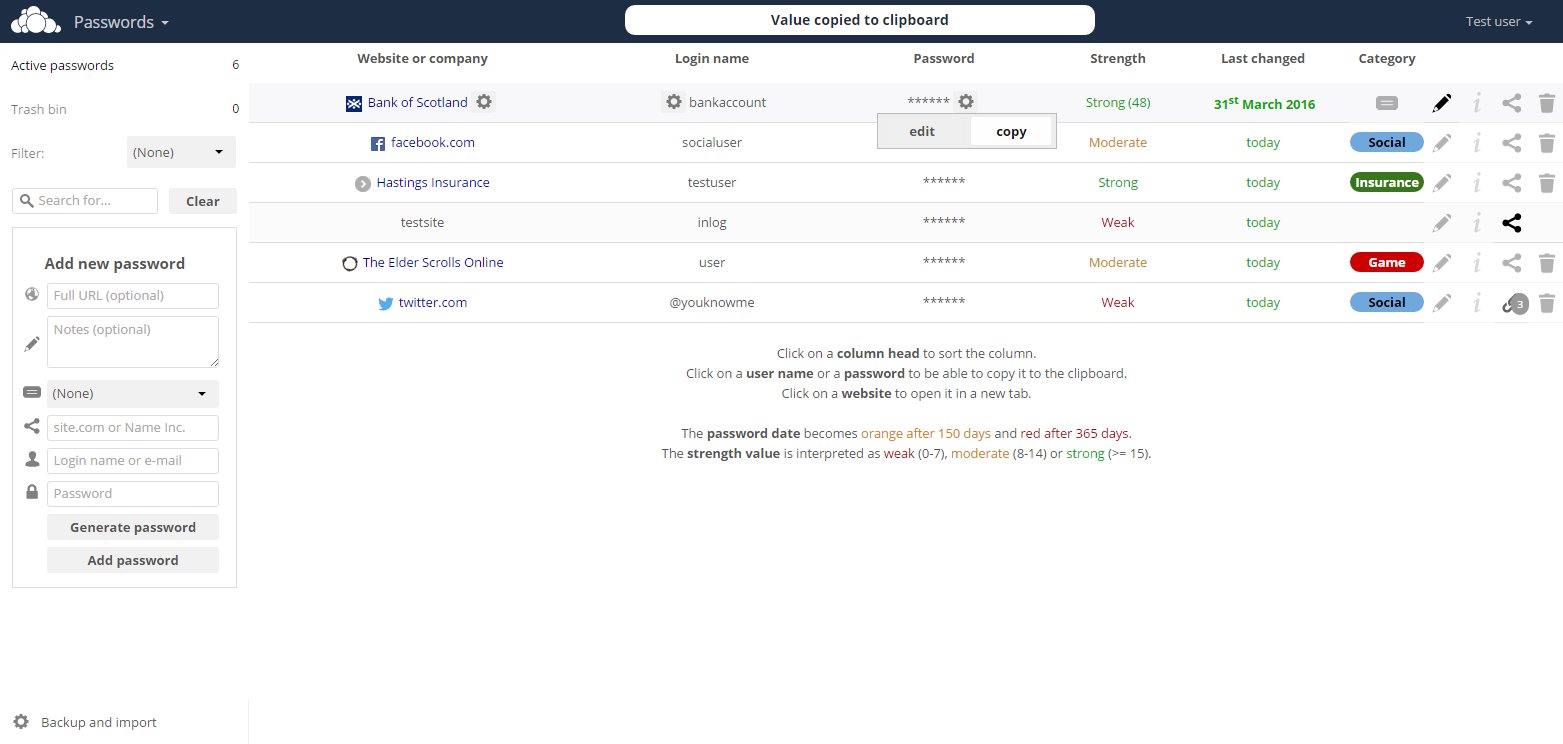 Passwords
Value copied to clipboard
Test user
Active passwords 6
Trash bin 0
Filter: (None)
Search for... Clear
Add new password
Full URL (optional)
Notes (optional)
(None)
site.com or Name Inc.
Login name or e-mail
Password
Generate password
Add password
Backup and import
Website or company Login name Password Strength Last changed Category
Bank of Scotland bankaccount ****** Strong (48) 31st March 2016
edit copy
facebook.com socialuser Moderate today Social
Hastings Insurance testuser ****** Strong today Insurance
testsite inlog ****** Weak today
The Elder Scrolls Online user ****** Moderate today Game
twitter.com @youknowme ****** Weak today Social 3
Click on a column head to sort the column.
Click on a user name or a password to be able to copy it to the clipboard.
Click on a website to open it in a new tab.
The password date becomes orange after 150 days and red after 365 days.
The strength value is interpreted as weak (0-7), moderate (8-14) or strong (>= 15).